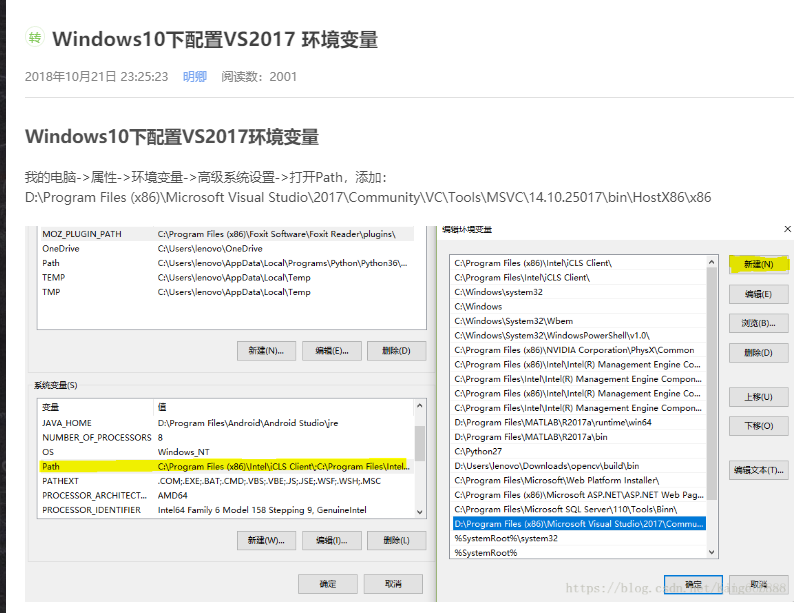 转 Windows10下配置VS2017 环境变量
2018年10月21日 23:25:23 明卿 阅读数：2001
Windows10下配置VS2017环境变量
我的电脑->属性->环境变量->高级系统设置->打开Path，添加：
D:\Program Files (x86)\Microsoft Visual Studio\2017\Community\VC\Tools\MSVC\14.10.25017\bin\HostX86\x86
MOZ_PLUGIN_PATH C:\Program Files (x86)\Foxit Software\Foxit Reader\plugins\
OneDrive C:\Users\lenovo\OneDrive
Path C:\Users\lenovo\AppData\Local\Programs\Python\Python36\...
TEMP C:\Users\lenovo\AppData\Local\Temp
TMP C:\Users\lenovo\AppData\Local\Temp
新建(N)... 编辑(E)... 删除(D)
系统变量(S)
变量 值
JAVA_HOME D:\Program Files\Android\Android Studio\jre
NUMBER_OF_PROCESSORS 8
OS Windows_NT
Path C:\Program Files (x86)\Intel\iCLS Client\;C:\Program Files\Intel...
PATHEXT .COM;.EXE;.BAT;.CMD;.VBS;.VBE;.JS;.JSE;.WSF;.WSH;.MSC
PROCESSOR_ARCHITECT... AMD64
PROCESSOR_IDENTIFIER Intel64 Family 6 Model 158 Stepping 9, GenuineIntel
新建(W)... 编辑(I)... 删除(L)
确定 取消
编辑环境变量
C:\Program Files (x86)\Intel\iCLS Client\
C:\Program Files\Intel\iCLS Client\
C:\Windows\system32
C:\Windows
C:\Windows\System32\Wbem
C:\Windows\System32\WindowsPowerShell\v1.0\
C:\Program Files (x86)\NVIDIA Corporation\PhysX\Common
C:\Program Files (x86)\Intel\Intel(R) Management Engine Co...
C:\Program Files\Intel\Intel(R) Management Engine Compon...
C:\Program Files (x86)\Intel\Intel(R) Management Engine Co...
C:\Program Files\Intel\Intel(R) Management Engine Compon...
D:\Program Files\MATLAB\R2017a\runtime\win64
D:\Program Files\MATLAB\R2017a\bin
C:\Python27
D:\Users\lenovo\Downloads\opencv\build\bin
C:\Program Files\Microsoft\Web Platform Installer\
C:\Program Files (x86)\Microsoft ASP.NET\ASP.NET Web Pag...
C:\Program Files\Microsoft SQL Server\110\Tools\Binn\
D:\Program Files (x86)\Microsoft Visual Studio\2017\Commu...
%SystemRoot%\system32
%SystemRoot%
新建(N)
编辑(E)
浏览(B)...
删除(D)
上移(U)
下移(O)
编辑文本(T)...
确定 取消